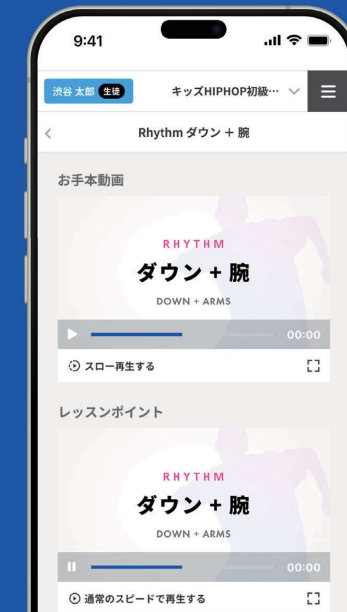 9:41
渋谷 太郎 生徒 キッズHIPHOP初級…
Rhythm ダウン + 腕
お手本動画
RHYTHM
ダウン + 腕
DOWN + ARMS
00:00
スロー再生する
レッスンポイント
RHYTHM
ダウン + 腕
DOWN + ARMS
00:00
通常のスピードで再生する